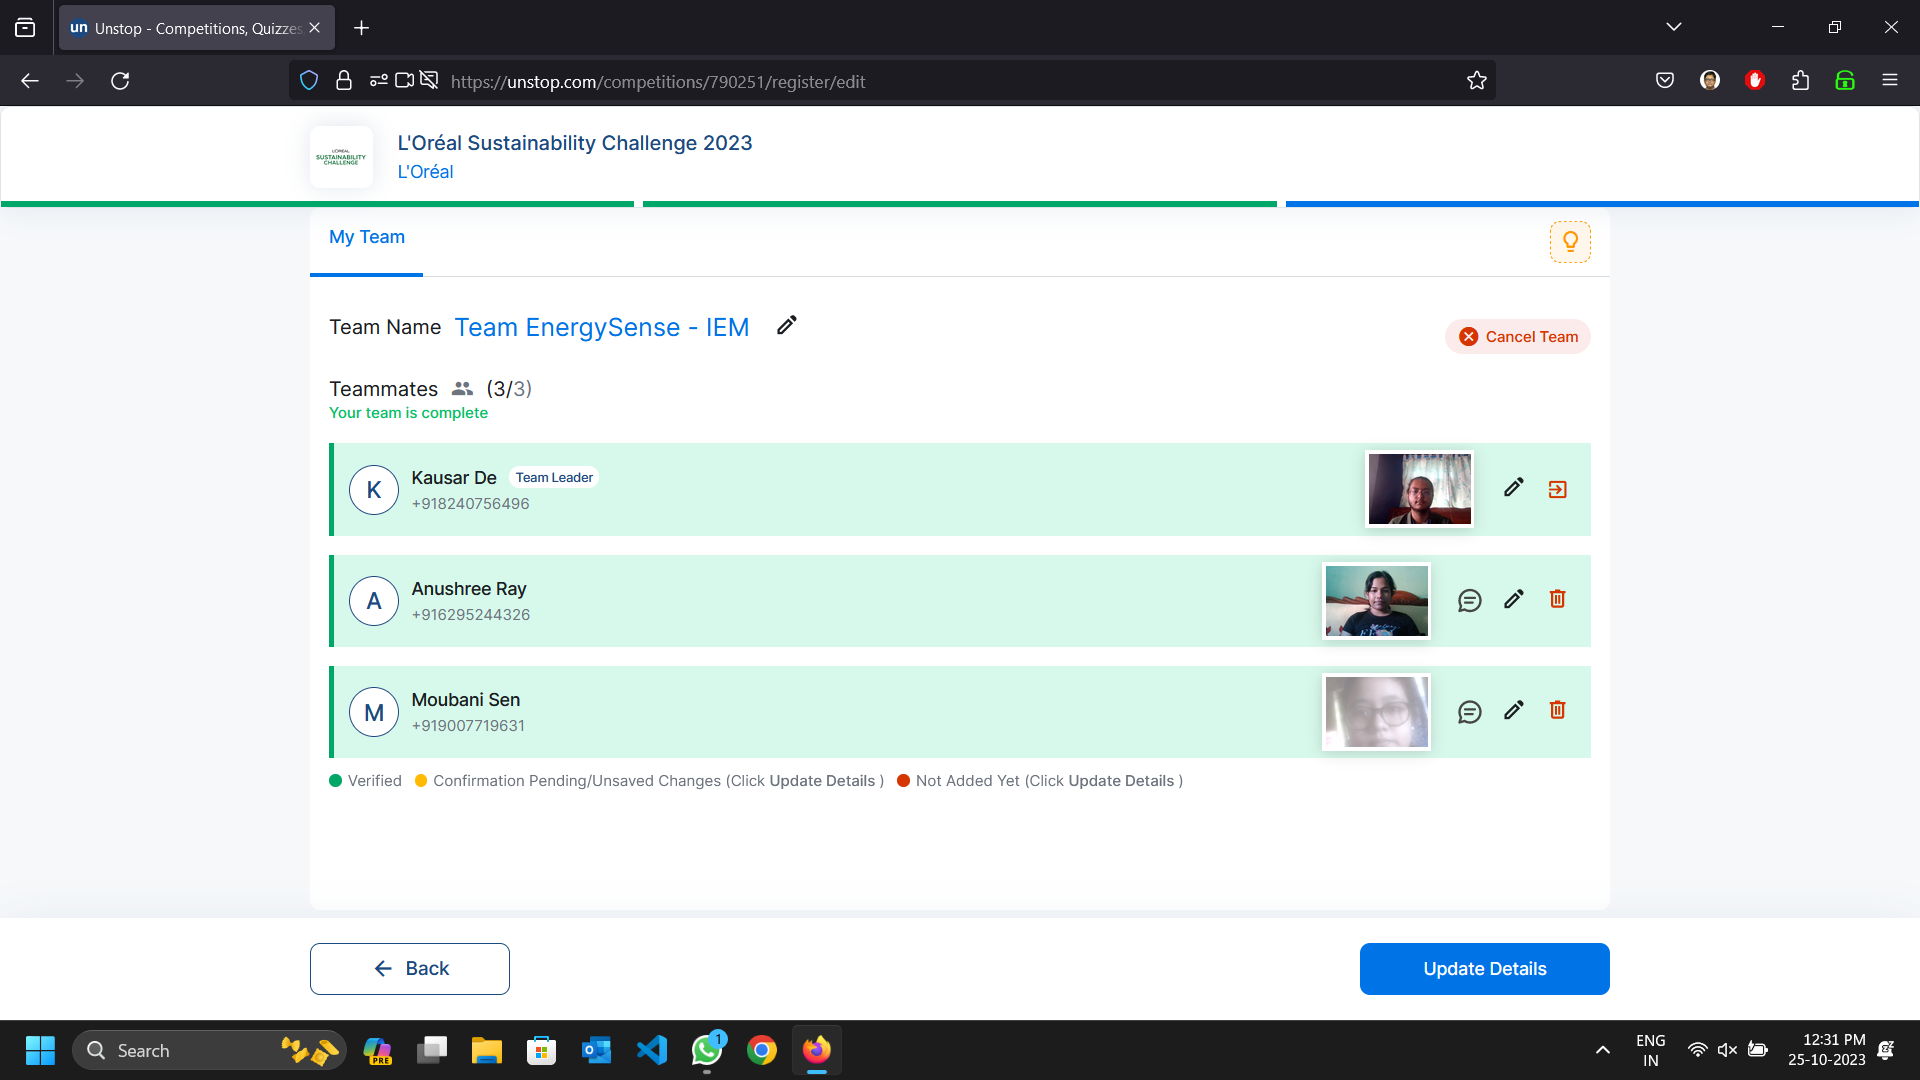 un Unstop - Competitions, Quizzes
https://unstop.com/competitions/790251/register/edit
L'ORÉAL
SUSTAINABILITY
CHALLENGE
L'Oréal Sustainability Challenge 2023
L'Oréal
My Team
Team Name Team EnergySense - IEM
Cancel Team
Teammates (3/3)
Your team is complete
K Kausar De Team Leader
+918240756496
A Anushree Ray
+916295244326
M Moubani Sen
+919007719631
Verified Confirmation Pending/Unsaved Changes (Click Update Details ) Not Added Yet (Click Update Details )
Back
Update Details
Search
PRE
1
ENG
IN
12:31 PM
25-10-2023